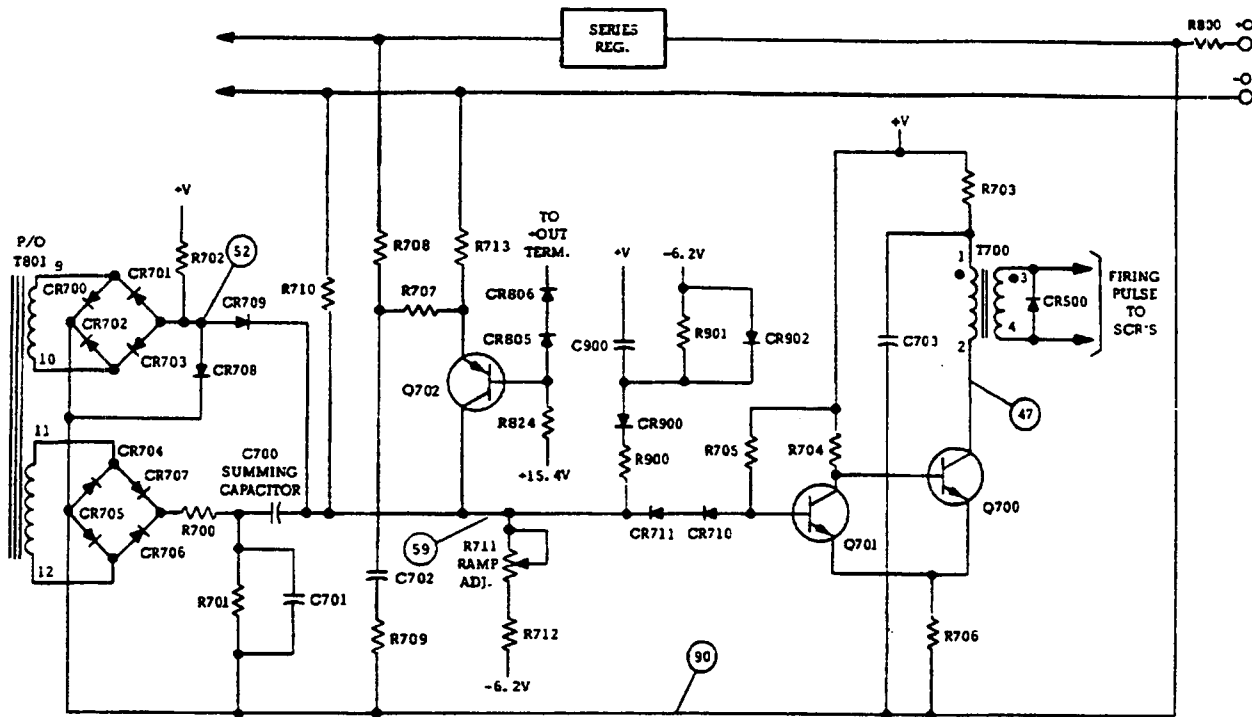 SERIES
REG.
R800
+O
-O
+V
R703
+V
TO
+OUT
TERM.
P/O
T801
9
CR700
CR701
R702
52
CR709
R710
R708
R713
+V
-6.2V
T700
1
3
4
2
CR500
FIRING
PULSE
TO
SCR'S
R707
CR806
CR805
CR702
10
CR703
CR708
Q702
C900
R901
CR902
C703
47
R824
CR900
R705
R704
+15.4V
R900
11
CR704
CR707
C700
SUMMING
CAPACITOR
CR705
R700
CR706
12
59
R711
RAMP
ADJ.
CR711
CR710
Q701
Q700
R701
C701
C702
R709
R712
-6.2V
R706
90